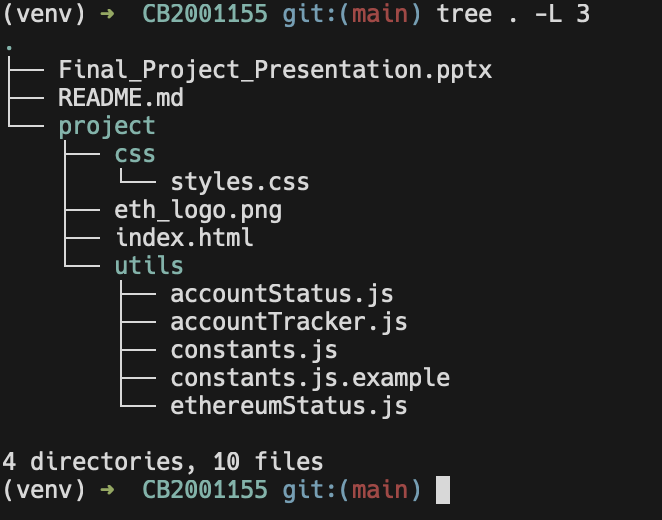 (venv) ➜  CB2001155 git:(main) tree . -L 3
.
├── Final_Project_Presentation.pptx
├── README.md
└── project
    ├── css
    │   └── styles.css
    ├── eth_logo.png
    ├── index.html
    └── utils
        ├── accountStatus.js
        ├── accountTracker.js
        ├── constants.js
        ├── constants.js.example
        └── ethereumStatus.js
4 directories, 10 files
(venv) ➜  CB2001155 git:(main)